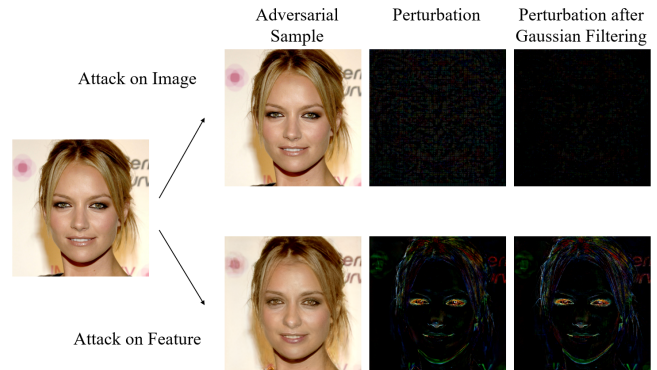 Adversarial
Sample
Perturbation
Perturbation after
Gaussian Filtering
Attack on Image
Attack on Feature